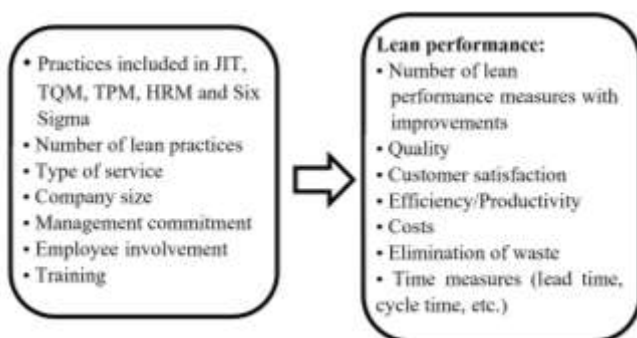 • Practices included in JIT,
TQM, TPM, HRM and Six
Sigma
• Number of lean practices
• Type of service
• Company size
• Management commitment
• Employee involvement
• Training
Lean performance:
• Number of lean
performance measures with
improvements
• Quality
• Customer satisfaction
• Efficiency/Productivity
• Costs
• Elimination of waste
• Time measures (lead time,
cycle time, etc.)